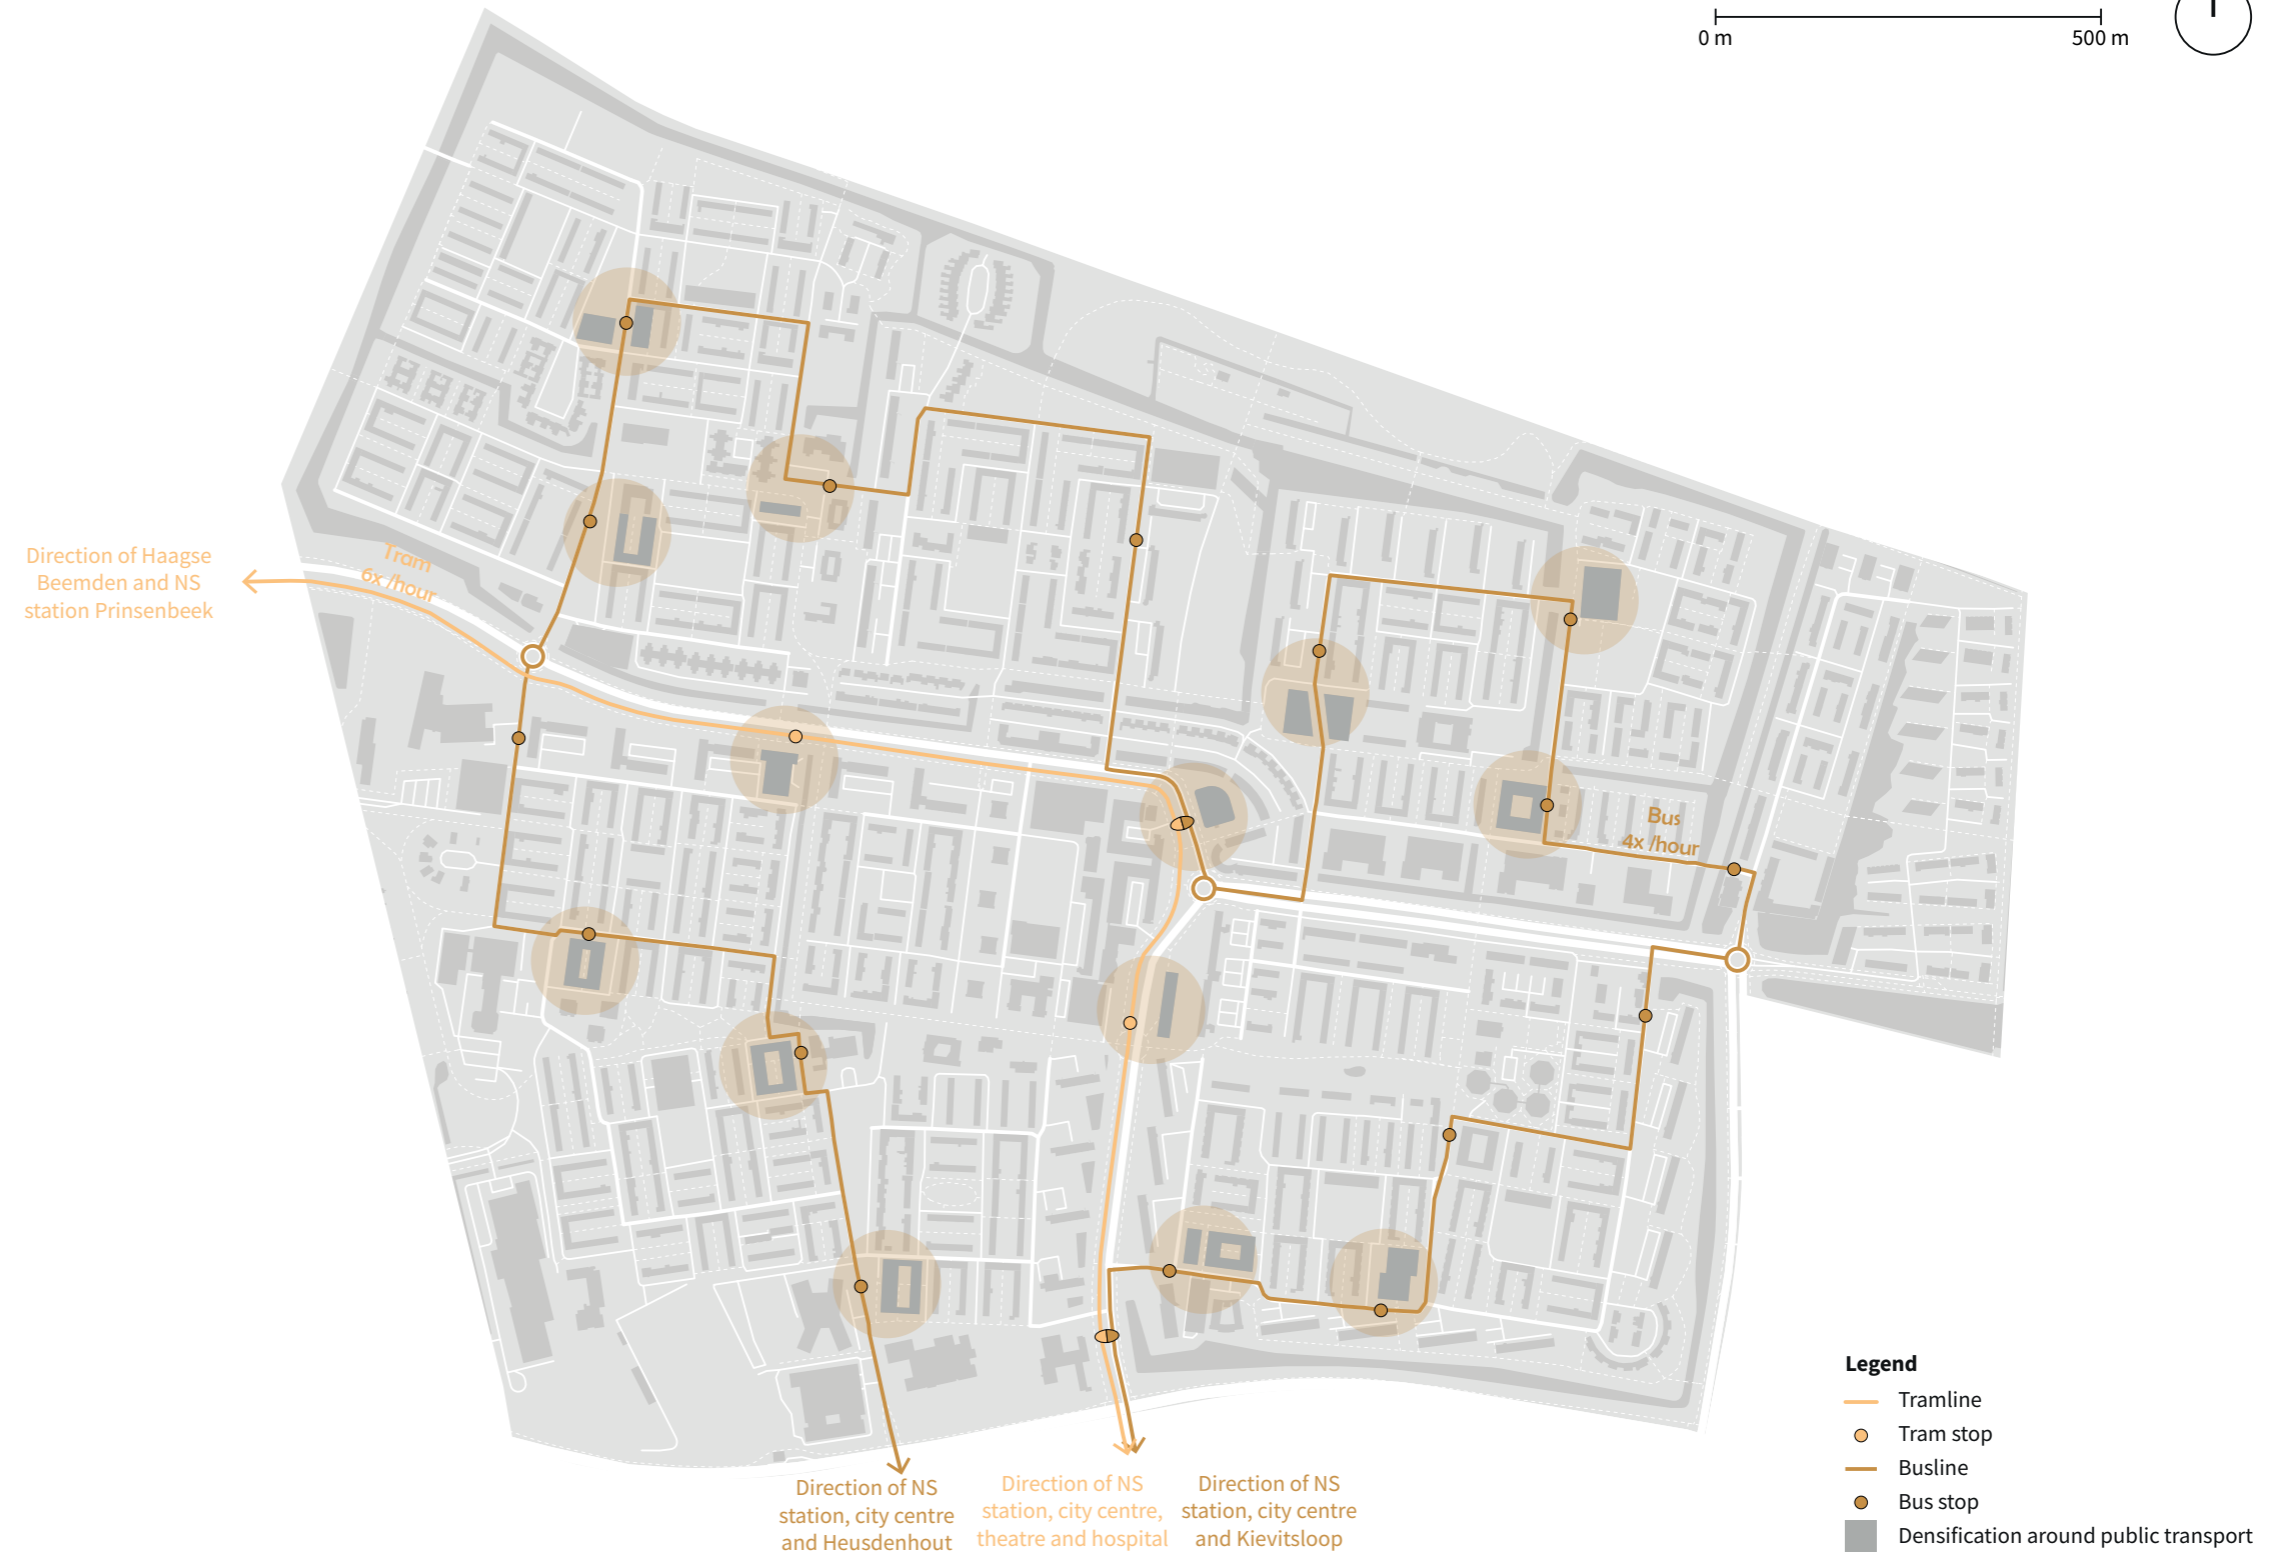 0 m
500 m
Direction of Haagse
Beemden and NS
station Prinsenbeek
Tram
6x /hour
Bus
4x /hour
Direction of NS
station, city centre
and Heusdenhout
Direction of NS
station, city centre,
theatre and hospital
Direction of NS
station, city centre
and Kievitsloop
Legend
Tramline
Tram stop
Busline
Bus stop
Densification around public transport